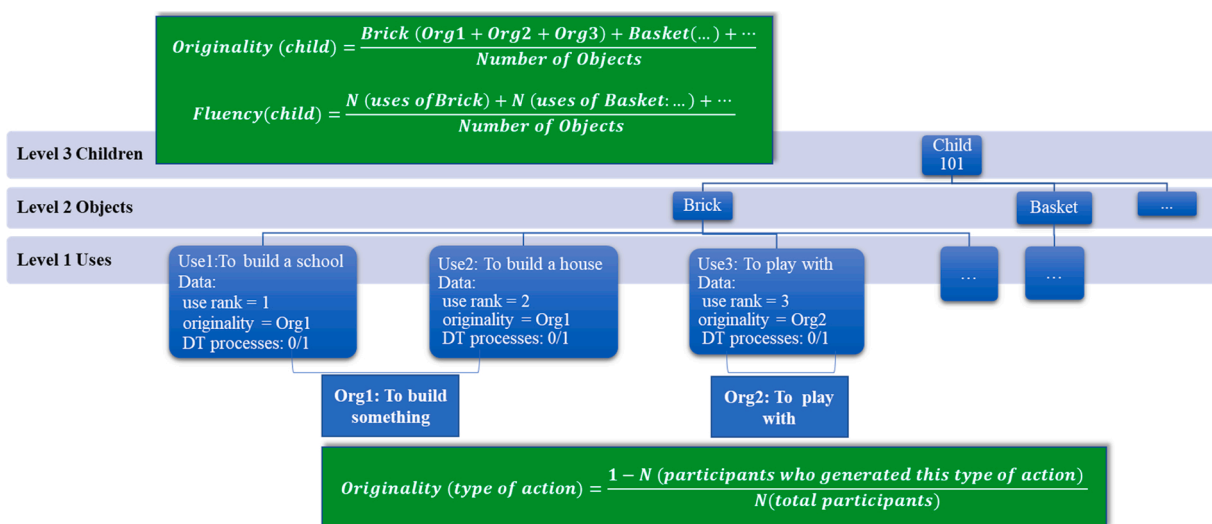 Originality (child) = \frac{Brick (Org1 + Org2 + Org3) + Basket(…) + ⋯}{Number of Objects}
Fluency(child) = \frac{N (uses ofBrick) + N (uses of Basket: …) + ⋯}{Number of Objects}
Level 3 Children
Child
101
Level 2 Objects
Brick
Basket
...
Level 1 Uses
Use1:To build a school
Data:
use rank = 1
originality = Org1
DT processes: 0/1
Use2: To build a house
Data:
use rank = 2
originality = Org1
DT processes: 0/1
Use3: To play with
Data:
use rank = 3
originality = Org2
DT processes: 0/1
…
…
Org1: To build
something
Org2: To play
with
Originality (type of action) = \frac{1 − N (participants who generated this type of action)}{N(total participants)}